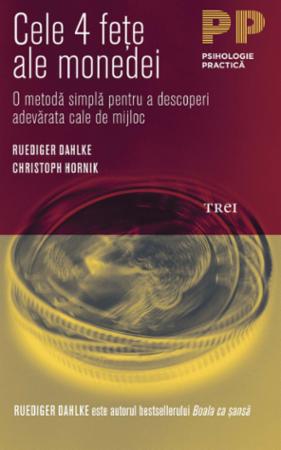 Cele 4 fețe
ale monedei
PP
PSIHOLOGIE
PRACTICĂ
O metodă simplă pentru a descoperi
adevărata cale de mijloc
RUEDIGER DAHLKE
CHRISTOPH HORNIK
TREI
RUEDIGER DAHLKE este autorul bestsellerului Boala ca șansă